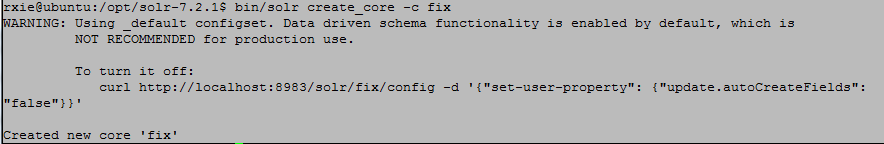 rxie@ubuntu:/opt/solr-7.2.1$ bin/solr create_core -c fix
WARNING: Using _default configset. Data driven schema functionality is enabled by default, which is
         NOT RECOMMENDED for production use.

         To turn it off:
            curl http://localhost:8983/solr/fix/config -d '{"set-user-property": {"update.autoCreateFields":
"false"}}'

Created new core 'fix'